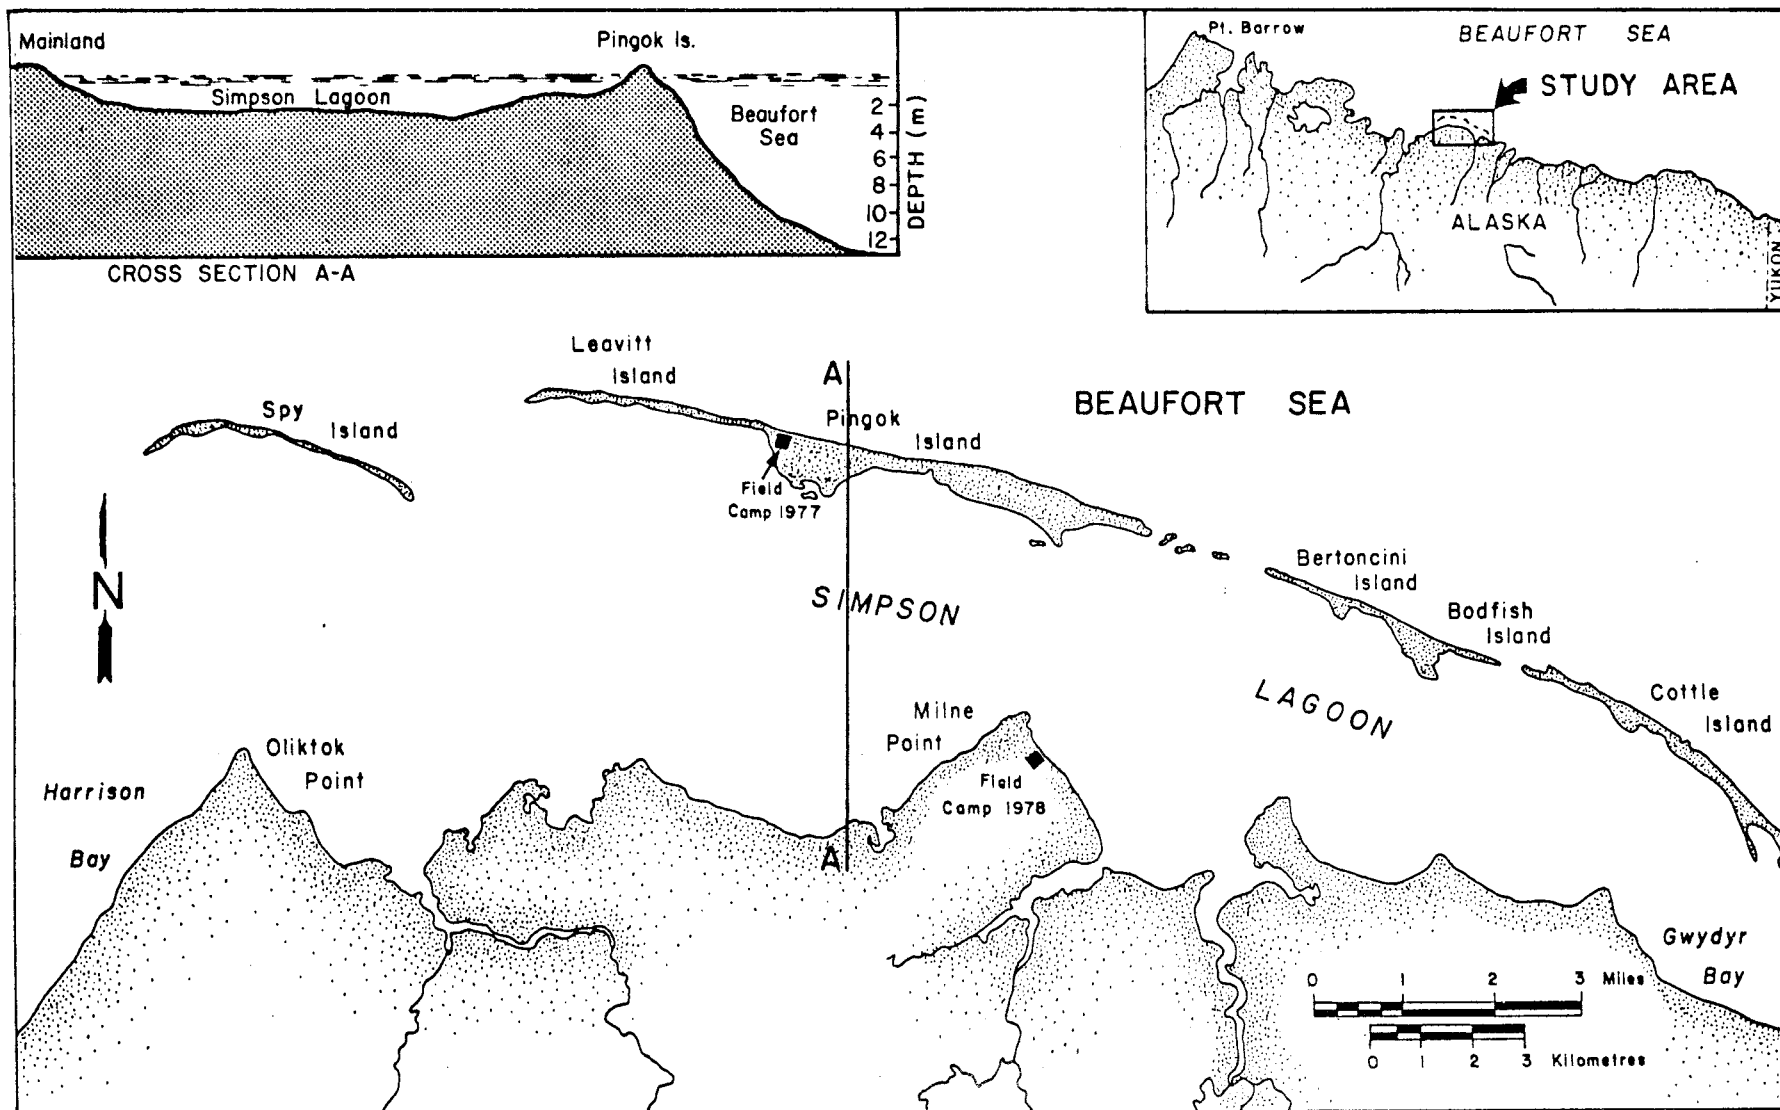 Mainland
Pingok Is.
Simpson Lagoon
Beaufort
Sea
2
4
6
8
10
12
DEPTH (m)
CROSS SECTION A-A
Pt. Barrow
BEAUFORT SEA
STUDY AREA
ALASKA
YUKON
Leavitt
Island
Spy
Island
A
Pingok
Island
BEAUFORT SEA
Field
Camp 1977
N
SIMPSON
LAGOON
Bertoncini
Island
Bodfish
Island
Cottle
Island
Milne
Point
Field
Camp 1978
Oliktok
Point
Harrison
Bay
A
Gwydyr
Bay
0 1 2 3 Miles
0 1 2 3 Kilometres